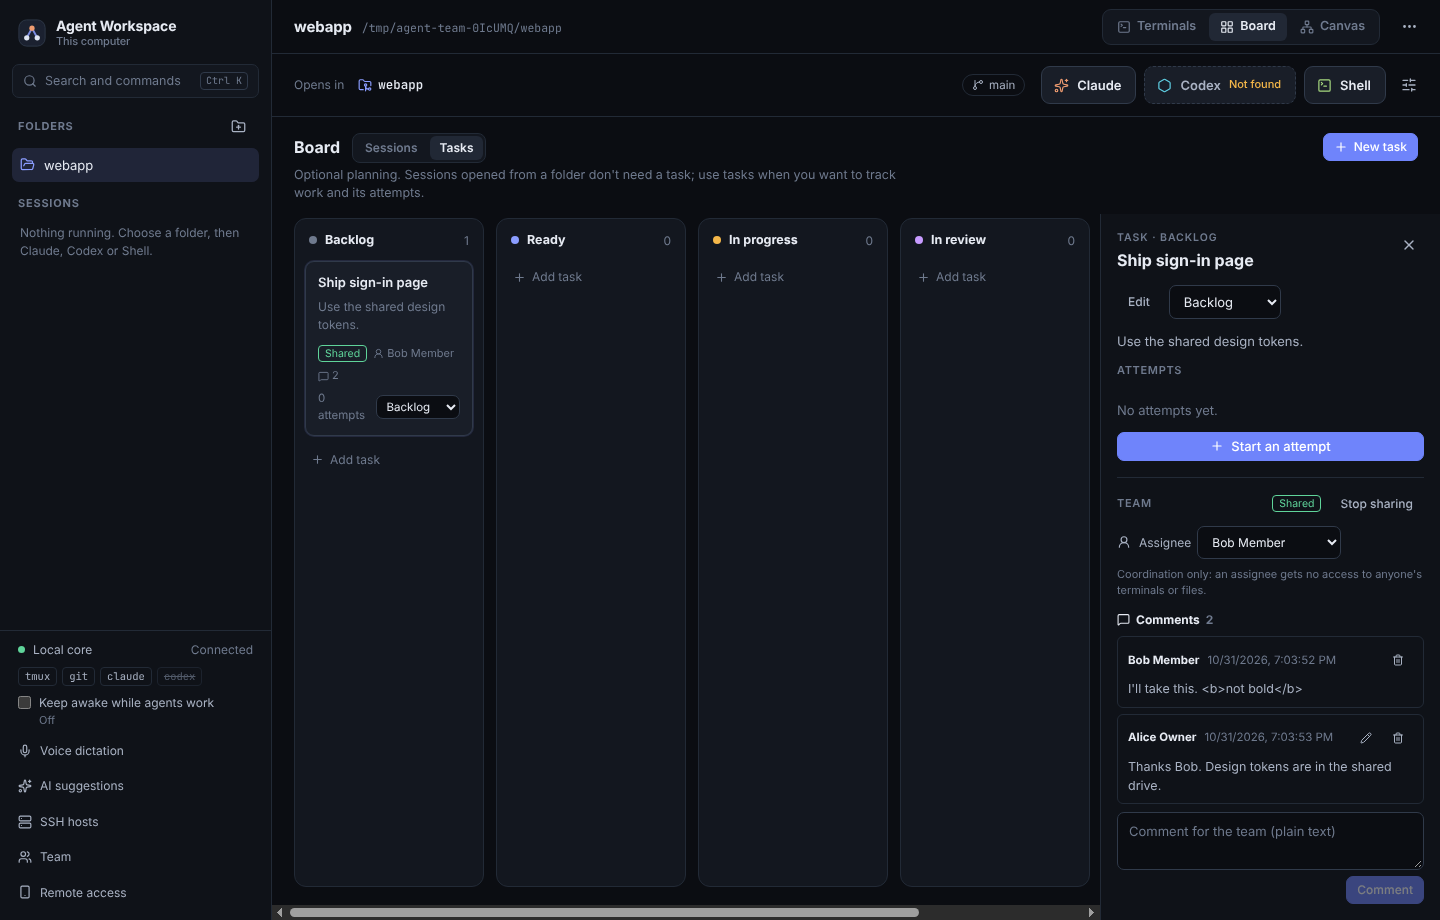 Agent Workspace
This computer
Search and commands Ctrl K
FOLDERS
webapp
SESSIONS
Nothing running. Choose a folder, then
Claude, Codex or Shell.
Local core Connected
tmux git claude codex
Keep awake while agents work
Off
Voice dictation
AI suggestions
SSH hosts
Team
Remote access
webapp /tmp/agent-team-0IcUMQ/webapp
Terminals Board Canvas
Opens in webapp
main Claude Codex Not found Shell
Board Sessions Tasks
New task
Optional planning. Sessions opened from a folder don't need a task; use tasks when you want to track
work and its attempts.
Backlog 1
Ship sign-in page
Use the shared design
tokens.
Shared Bob Member
2
0
attempts
Backlog
Add task
Ready 0
Add task
In progress 0
Add task
In review 0
Add task
TASK · BACKLOG
Ship sign-in page
Edit Backlog
Use the shared design tokens.
ATTEMPTS
No attempts yet.
Start an attempt
TEAM Shared Stop sharing
Assignee Bob Member
Coordination only: an assignee gets no access to anyone's
terminals or files.
Comments 2
Bob Member 10/31/2026, 7:03:52 PM
I'll take this. <b>not bold</b>
Alice Owner 10/31/2026, 7:03:53 PM
Thanks Bob. Design tokens are in the shared
drive.
Comment for the team (plain text)
Comment